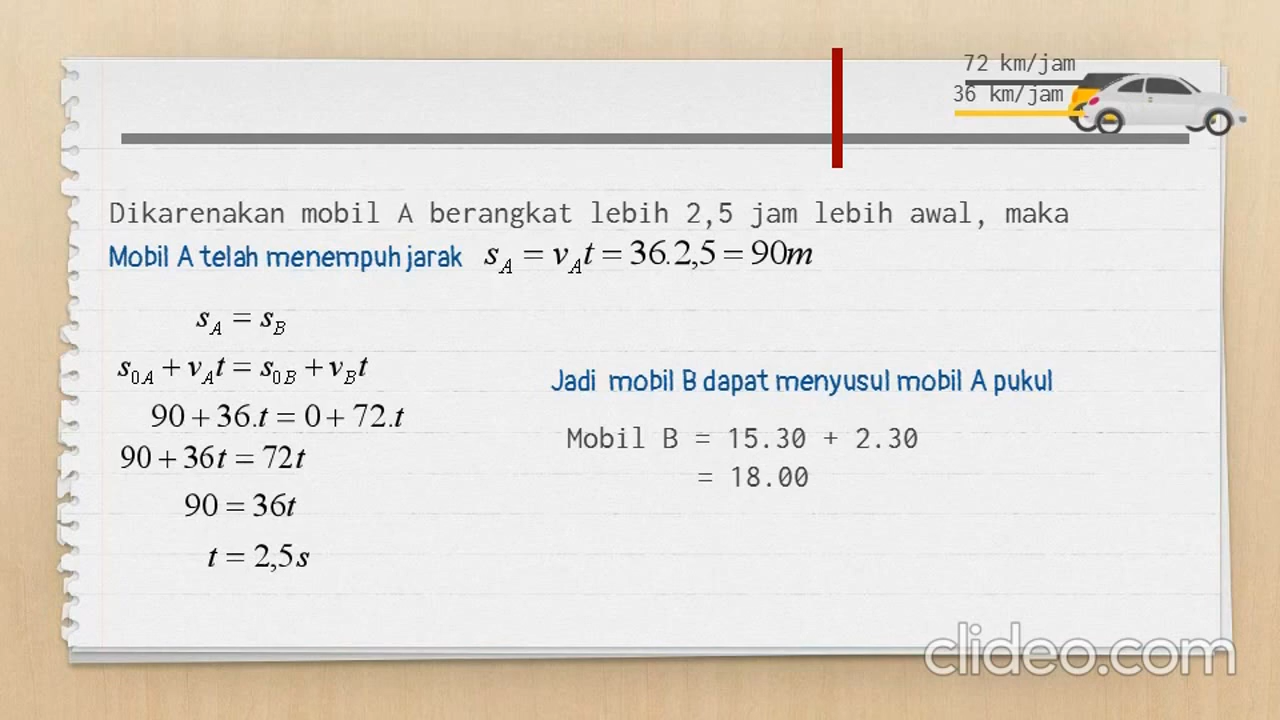 72 km/jam
36 km/jam
Dikarenakan mobil A berangkat lebih 2,5 jam lebih awal, maka
Mobil A telah menempuh jarak s_A = v_A t = 36.2,5 = 90m
s_A = s_B
s_0A + v_A t = s_0B + v_B t
90 + 36.t = 0 + 72.t
90 + 36t = 72t
90 = 36t
t = 2,5s
Jadi mobil B dapat menyusul mobil A pukul
Mobil B = 15.30 + 2.30
= 18.00
clideo.com